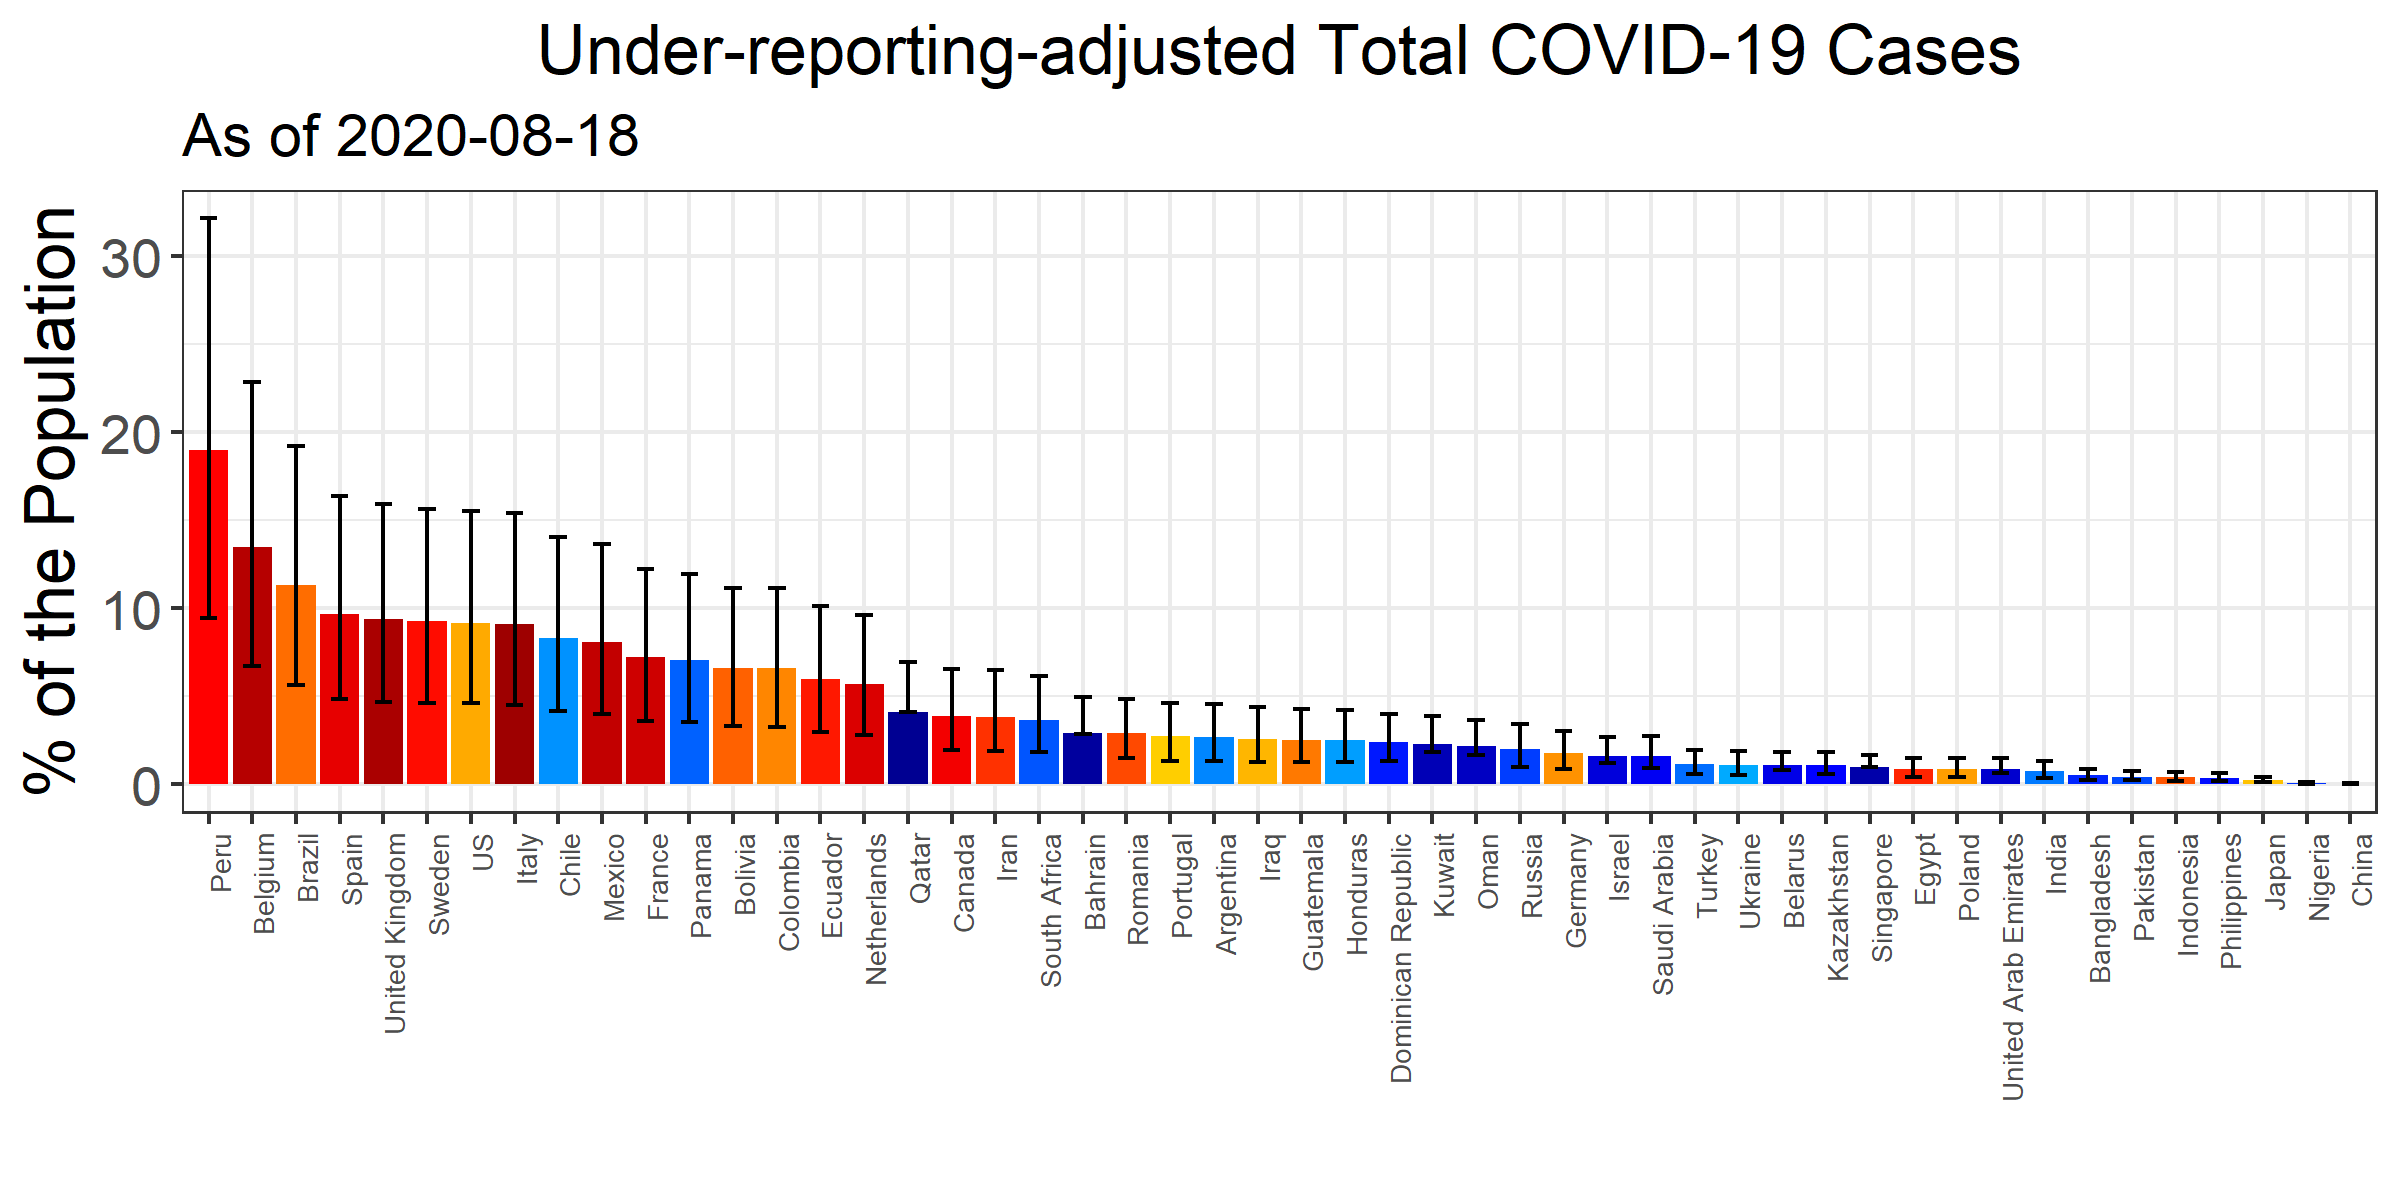 Under-reporting-adjusted Total COVID-19 Cases
As of 2020-08-18
% of the Population
30
20
10
0
Peru
Belgium
Brazil
Spain
United Kingdom
Sweden
US
Italy
Chile
Mexico
France
Panama
Bolivia
Colombia
Ecuador
Netherlands
Qatar
Canada
Iran
South Africa
Bahrain
Romania
Portugal
Argentina
Iraq
Guatemala
Honduras
Dominican Republic
Kuwait
Oman
Russia
Germany
Israel
Saudi Arabia
Turkey
Ukraine
Belarus
Kazakhstan
Singapore
Egypt
Poland
United Arab Emirates
India
Bangladesh
Pakistan
Indonesia
Philippines
Japan
Nigeria
China